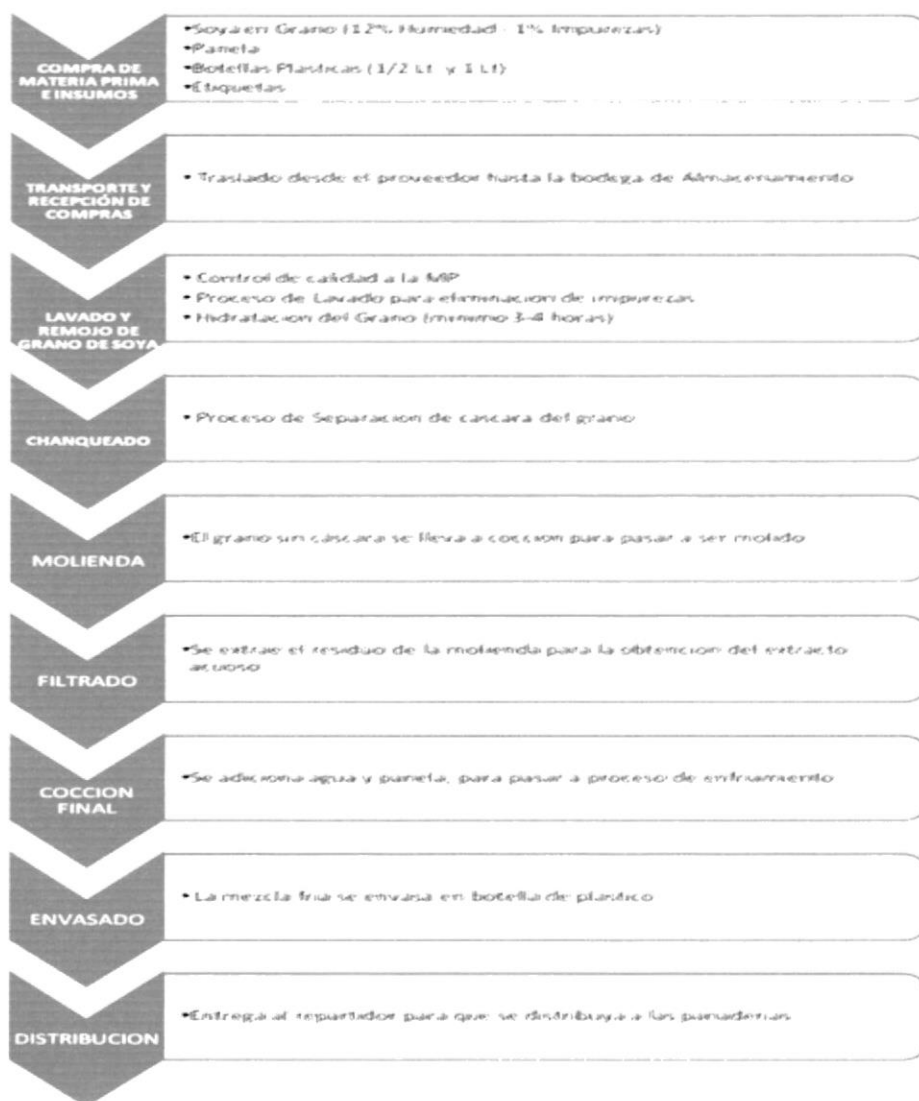 COMPRA DE
MATERIA PRIMA
E INSUMOS
•Soya en Grano (12% Humedad - 1% Impurezas)
•Panela
•Botellas Plasticas (1/2 Lt y 1 Lt)
•Etiquetas
TRANSPORTE Y
RECEPCIÓN DE
COMPRAS
• Traslado desde el proveedor hasta la bodega de Almacenamiento
LAVADO Y
REMOJO DE
GRANO DE SOYA
• Control de calidad a la MP
• Proceso de Lavado para eliminacion de impurezas
• Hidratacion del Grano (minimo 3-4 horas)
CHANQUEADO
• Proceso de Separacion de cascara del grano
MOLIENDA
•El grano sin cascara se lleva a coccion para pasar a ser molido
FILTRADO
•Se extrae el residuo de la molienda para la obtencion del extracto
acuoso
COCCION
FINAL
•Se adiciona agua y panela, para pasar a proceso de enfriamiento
ENVASADO
• La mezcla fria se envasa en botella de plastico
DISTRIBUCION
•Entrega al repartidor para que se distribuya a las panaderias